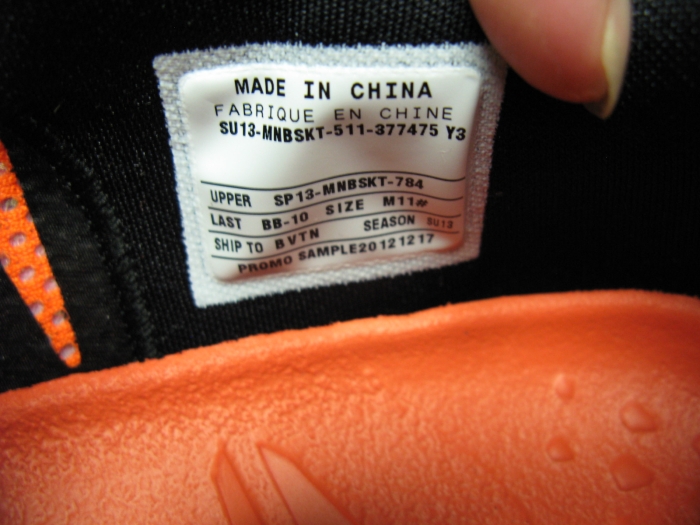 MADE IN CHINA
FABRIQUE EN CHINE
SU13-MNBSKT-511-377475 Y3
UPPER SP13-MNBSKT-784
LAST BB-10 SIZE M11#
SHIP TO BVTN SEASON SU13
PROMO SAMPLE20121217